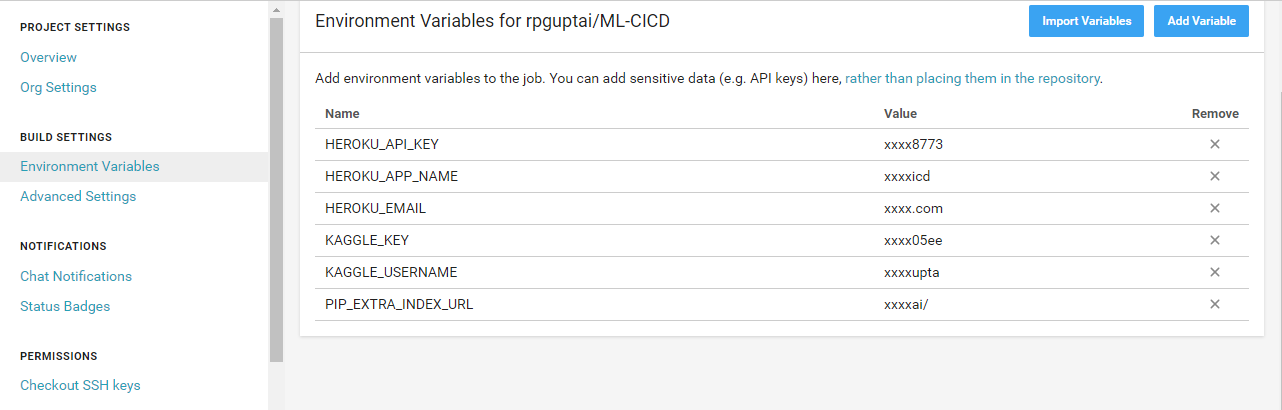 PROJECT SETTINGS
Overview
Org Settings
BUILD SETTINGS
Environment Variables
Advanced Settings
NOTIFICATIONS
Chat Notifications
Status Badges
PERMISSIONS
Checkout SSH keys
Environment Variables for rpguptai/ML-CICD
Import Variables
Add Variable
Add environment variables to the job. You can add sensitive data (e.g. API keys) here, rather than placing them in the repository.
Name Value Remove
HEROKU_API_KEY xxxx8773 ×
HEROKU_APP_NAME xxxxicd ×
HEROKU_EMAIL xxxx.com ×
KAGGLE_KEY xxxx05ee ×
KAGGLE_USERNAME xxxxupta ×
PIP_EXTRA_INDEX_URL xxxxai/ ×